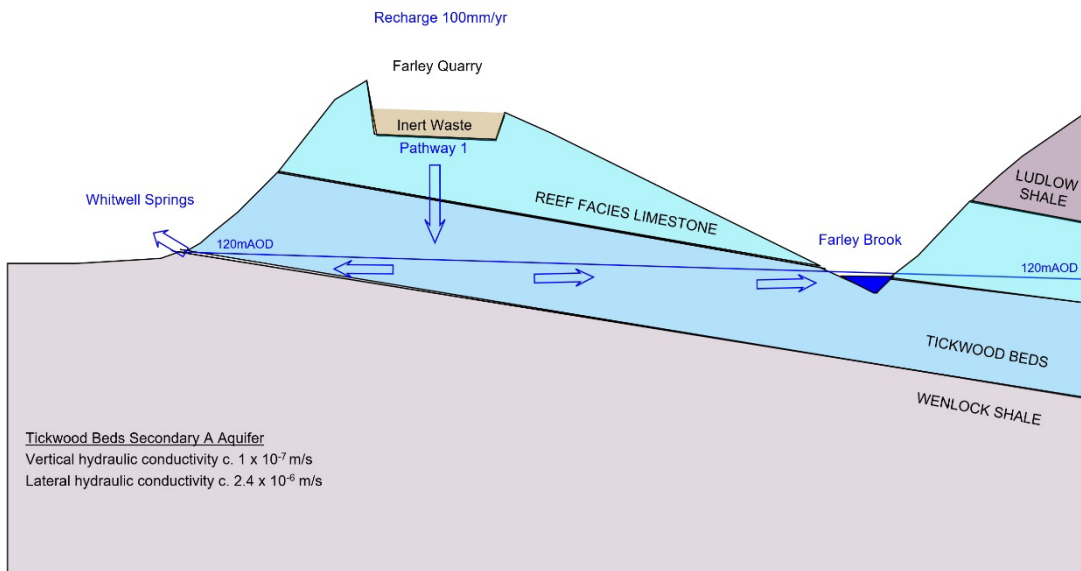 Recharge 100mm/yr
Farley Quarry
Inert Waste
Pathway 1
LUDLOW
SHALE
REEF FACIES LIMESTONE
Whitwell Springs
Farley Brook
120mAOD
120mAOD
TICKWOOD BEDS
WENLOCK SHALE
Tickwood Beds Secondary A Aquifer
Vertical hydraulic conductivity c. 1 x 10⁻⁷ m/s
Lateral hydraulic conductivity c. 2.4 x 10⁻⁶ m/s